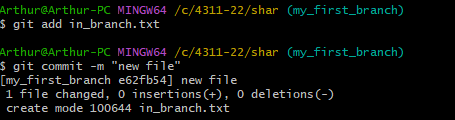 Arthur@Arthur-PC MINGW64 /c/4311-22/shar (my_first_branch)
$ git add in_branch.txt
Arthur@Arthur-PC MINGW64 /c/4311-22/shar (my_first_branch)
$ git commit -m "new file"
[my_first_branch e62fb54] new file
1 file changed, 0 insertions(+), 0 deletions(-)
create mode 100644 in_branch.txt